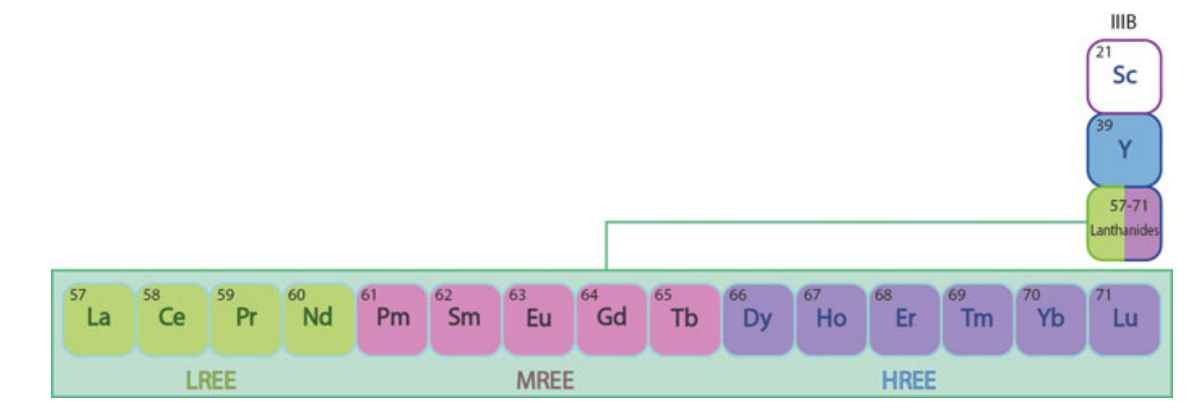 IIIB
21
Sc
39
Y
57-71
Lanthanides
57 58 59 60 61 62 63 64 65 66 67 68 69 70 71
La Ce Pr Nd Pm Sm Eu Gd Tb Dy Ho Er Tm Yb Lu
LREE MREE HREE